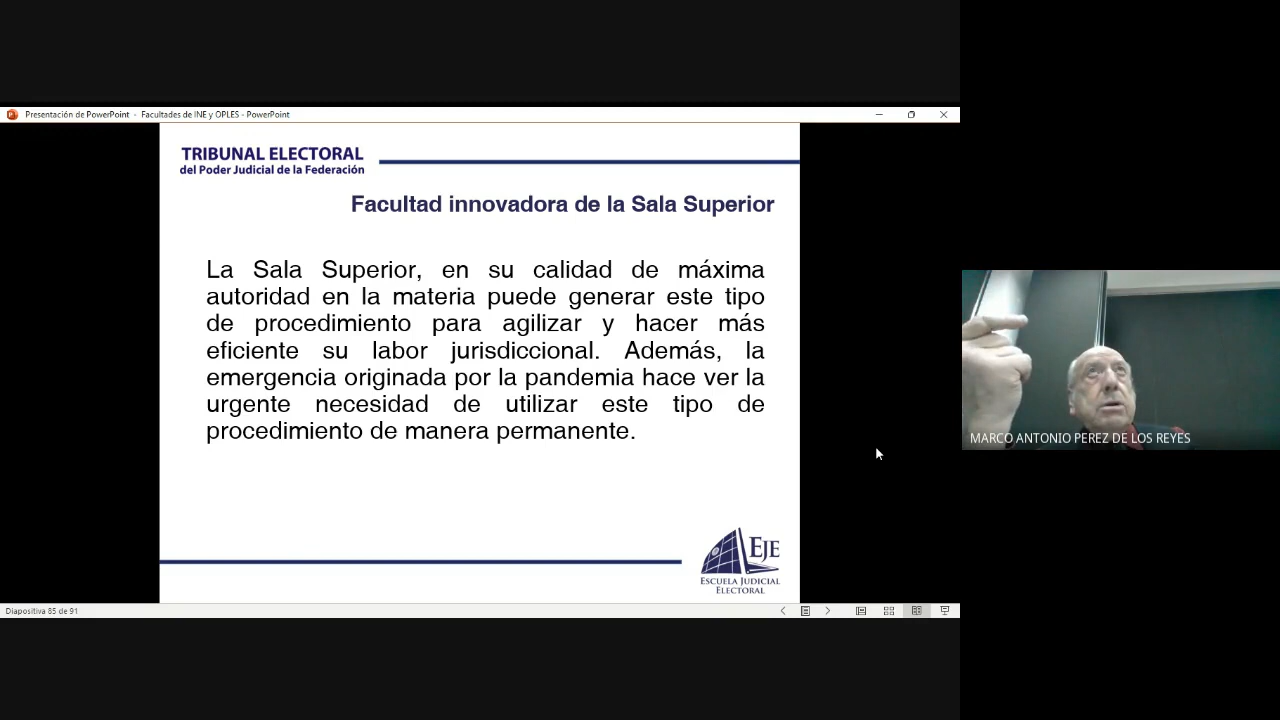 Presentación de PowerPoint - Facultades de INE y OPLES - PowerPoint
TRIBUNAL ELECTORAL
del Poder Judicial de la Federación
Facultad innovadora de la Sala Superior
La Sala Superior, en su calidad de máxima
autoridad en la materia puede generar este tipo
de procedimiento para agilizar y hacer más
eficiente su labor jurisdiccional. Además, la
emergencia originada por la pandemia hace ver la
urgente necesidad de utilizar este tipo de
procedimiento de manera permanente.
EJE
ESCUELA JUDICIAL
ELECTORAL
Diapositiva 85 de 91
MARCO ANTONIO PEREZ DE LOS REYES